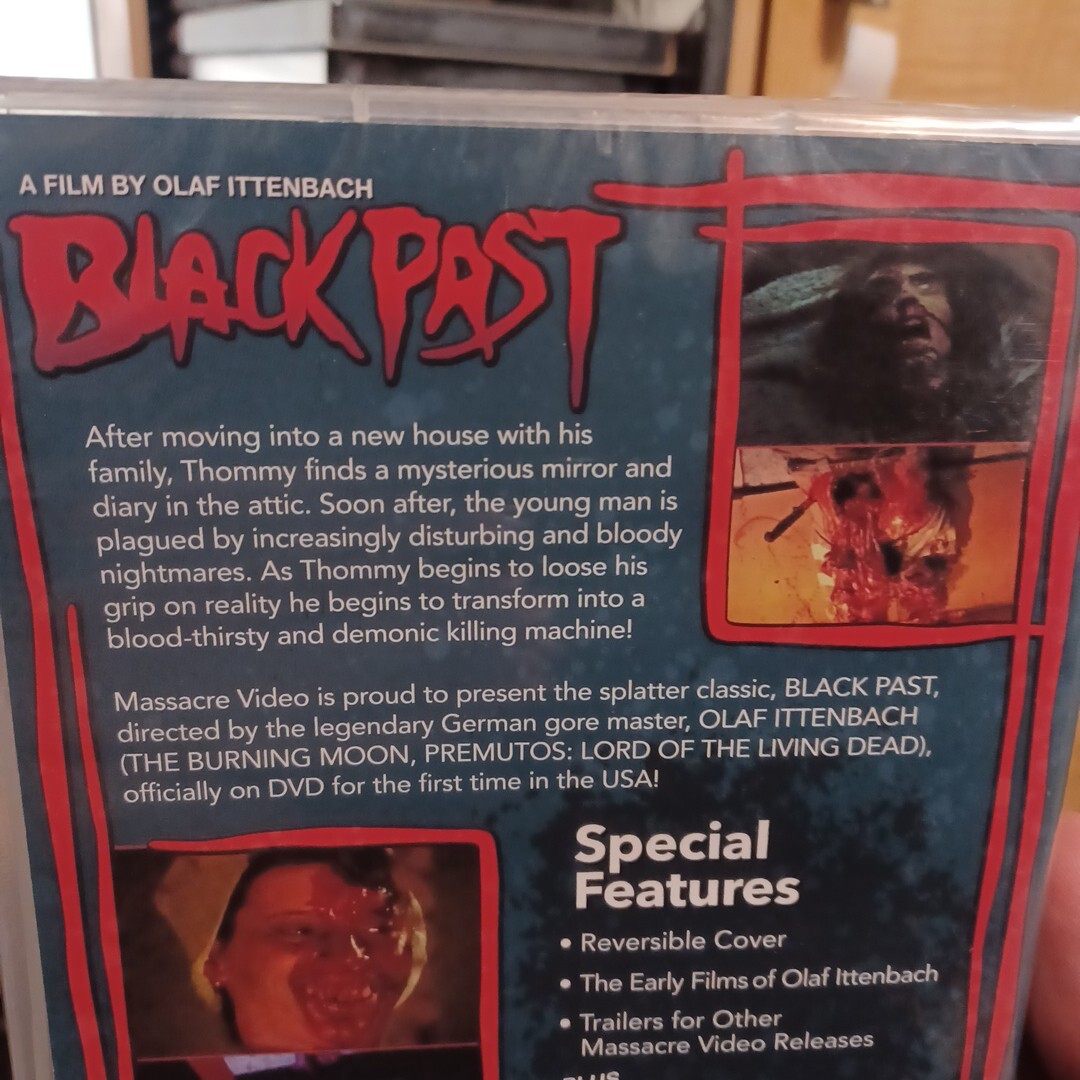 A FILM BY OLAF ITTENBACH
BLACK PAST
After moving into a new house with his
family, Thommy finds a mysterious mirror and
diary in the attic. Soon after, the young man is
plagued by increasingly disturbing and bloody
nightmares. As Thommy begins to loose his
grip on reality he begins to transform into a
blood-thirsty and demonic killing machine!
Massacre Video is proud to present the splatter classic, BLACK PAST,
directed by the legendary German gore master, OLAF ITTENBACH
(THE BURNING MOON, PREMUTOS: LORD OF THE LIVING DEAD),
officially on DVD for the first time in the USA!
Special
Features
• Reversible Cover
• The Early Films of Olaf Ittenbach
• Trailers for Other
Massacre Video Releases
PLUS